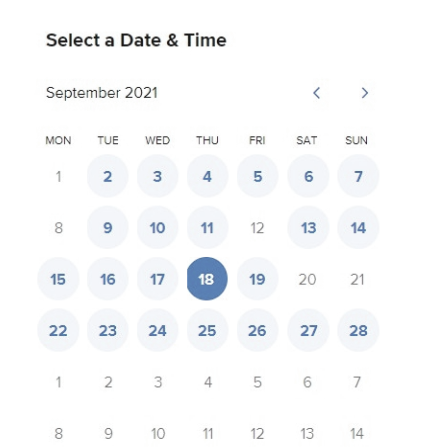 Select a Date & Time
September 2021
MON TUE WED THU FRI SAT SUN
1 2 3 4 5 6 7
8 9 10 11 12 13 14
15 16 17 18 19 20 21
22 23 24 25 26 27 28
1 2 3 4 5 6 7
8 9 10 11 12 13 14